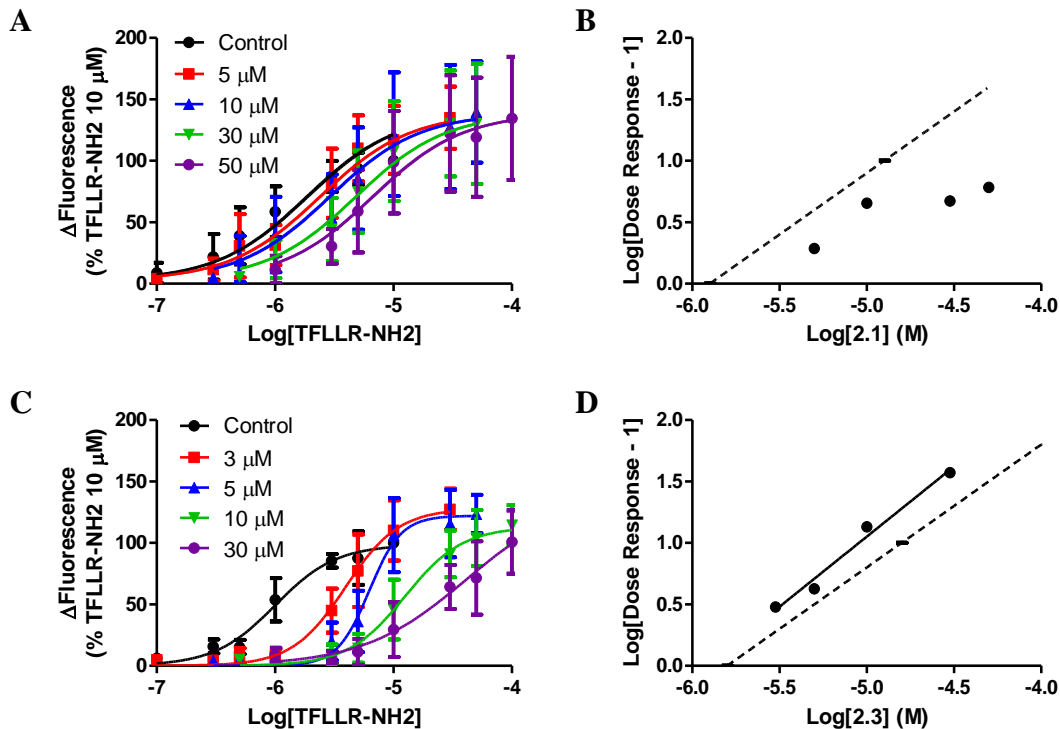 A
ΔFluorescence
(% TFLLR-NH2 10 μM)
200
150
100
50
0
Control
5 μM
10 μM
30 μM
50 μM
-7
-6
-5
-4
Log[TFLLR-NH2]
B
Log[Dose Response - 1]
2.0
1.5
1.0
0.5
0.0
-6.0
-5.5
-5.0
-4.5
-4.0
Log[2.1] (M)
C
ΔFluorescence
(% TFLLR-NH2 10 μM)
200
150
100
50
0
Control
3 μM
5 μM
10 μM
30 μM
-7
-6
-5
-4
Log[TFLLR-NH2]
D
Log[Dose Response - 1]
2.0
1.5
1.0
0.5
0.0
-6.0
-5.5
-5.0
-4.5
-4.0
Log[2.3] (M)